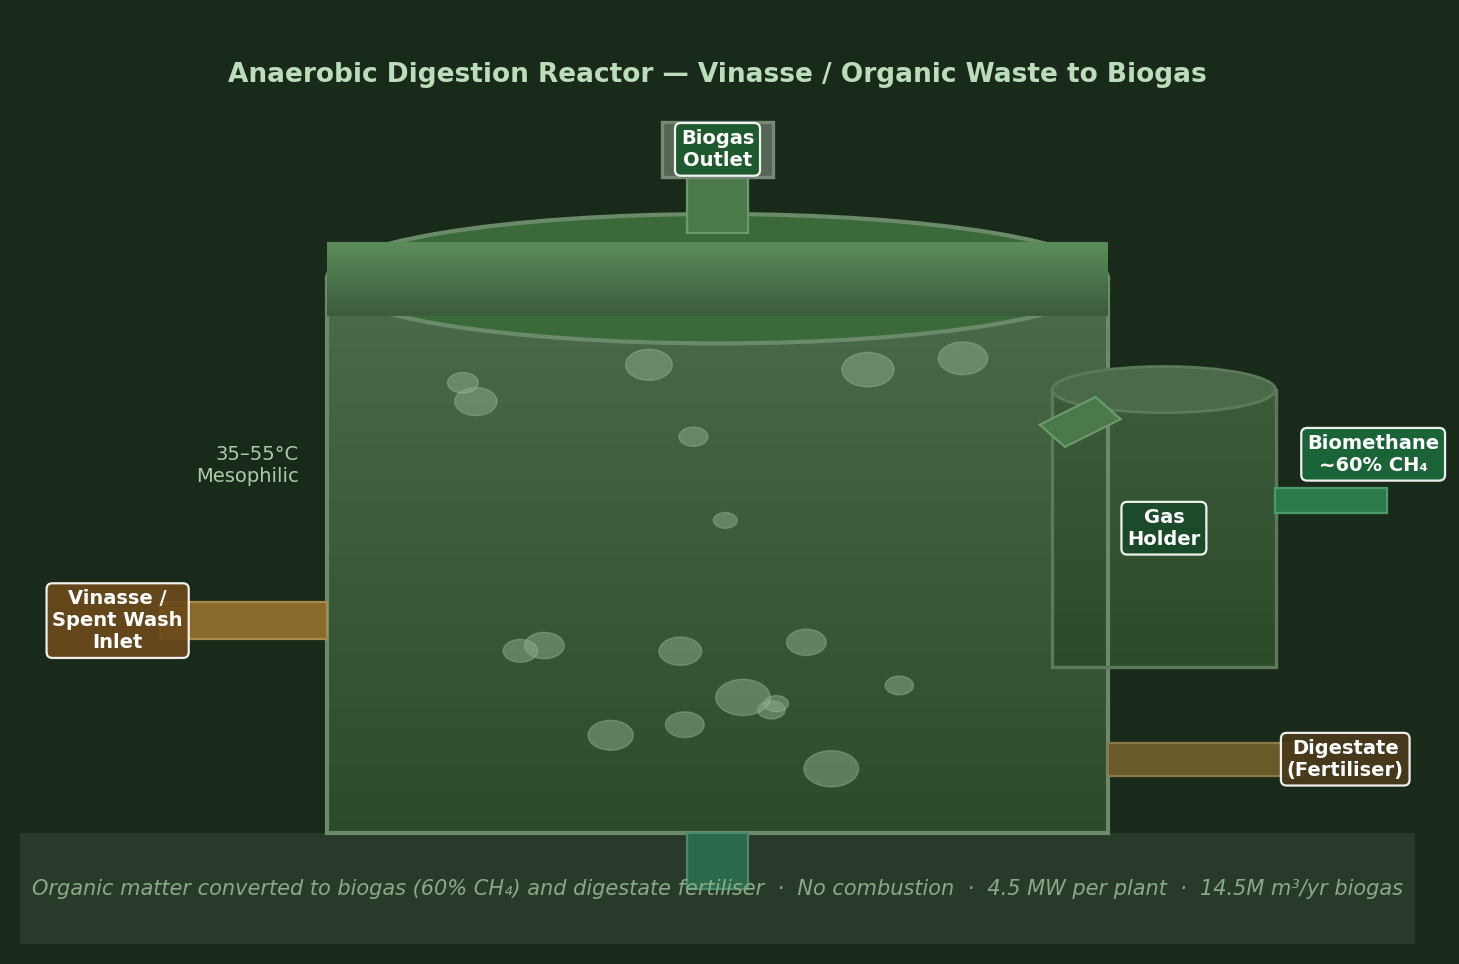 Anaerobic Digestion Reactor — Vinasse / Organic Waste to Biogas
Biogas
Outlet
35–55°C
Mesophilic
Biomethane
~60% CH₄
Gas
Holder
Vinasse /
Spent Wash
Inlet
Digestate
(Fertiliser)
Organic matter converted to biogas (60% CH₄) and digestate fertiliser · No combustion · 4.5 MW per plant · 14.5M m³/yr biogas